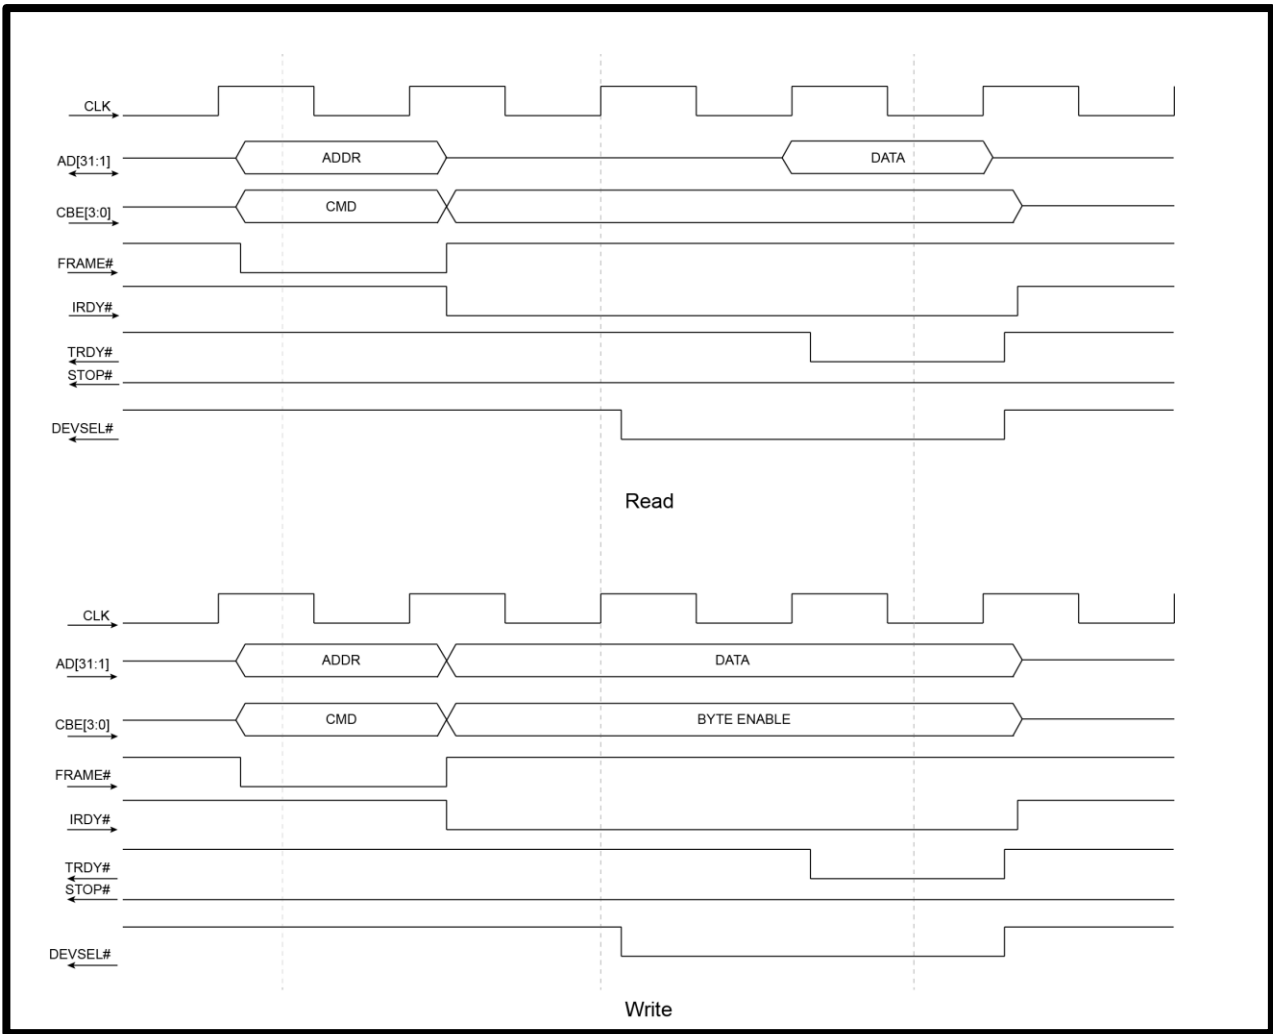 CLK
AD[31:1]
ADDR
DATA
CBE[3:0]
CMD
FRAME#
IRDY#
TRDY#
STOP#
DEVSEL#
Read
CLK
AD[31:1]
ADDR
DATA
CBE[3:0]
CMD
BYTE ENABLE
FRAME#
IRDY#
TRDY#
STOP#
DEVSEL#
Write